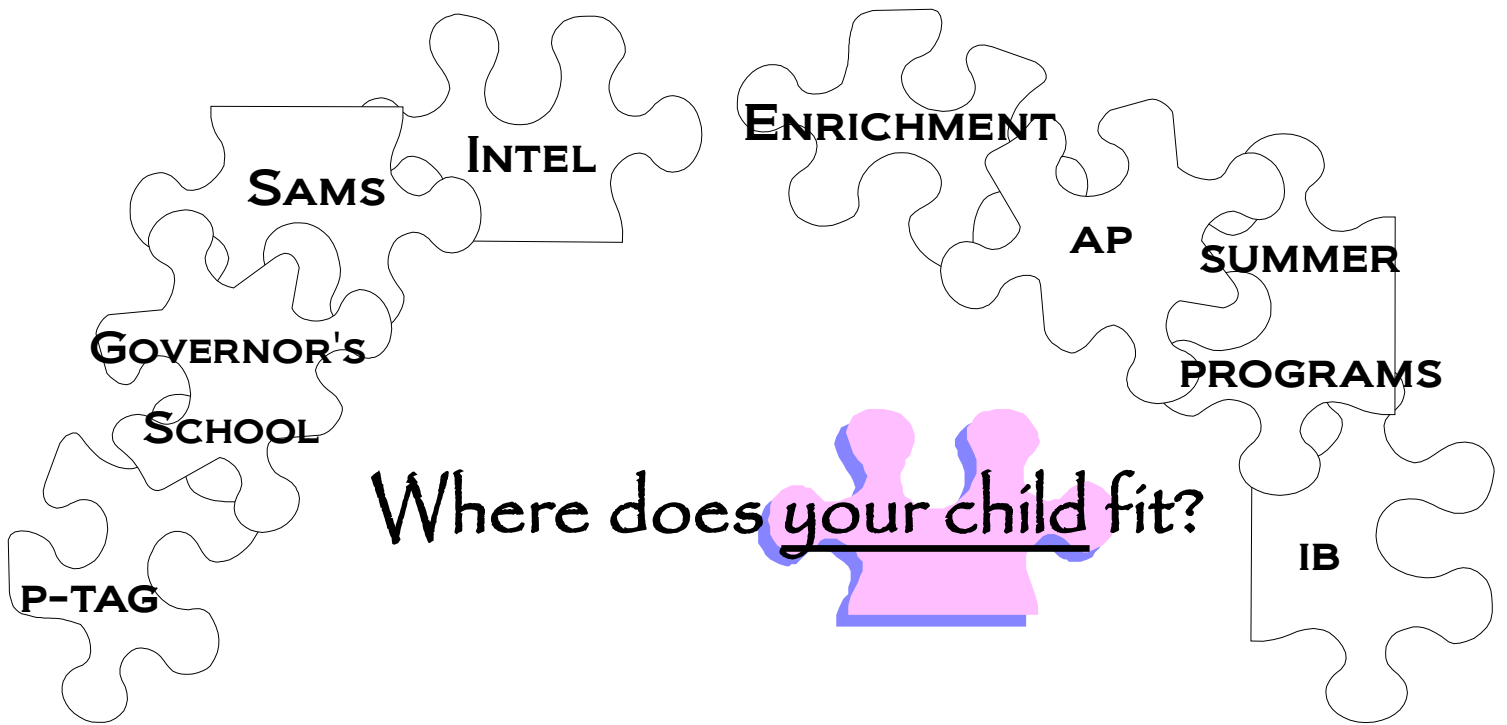 INTEL
SAMS
GOVERNOR'S
SCHOOL
P-TAG
ENRICHMENT
AP
SUMMER
PROGRAMS
IB
Where does your child fit?